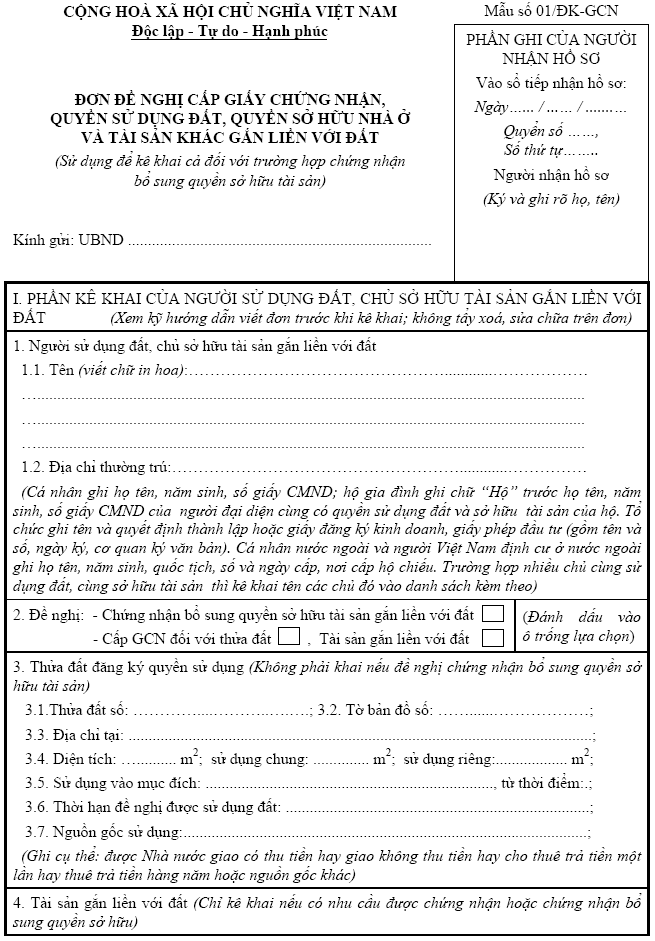 CỘNG HOÀ XÃ HỘI CHỦ NGHĨA VIỆT NAM
Độc lập - Tự do - Hạnh phúc
ĐƠN ĐỀ NGHỊ CẤP GIẤY CHỨNG NHẬN,
QUYỀN SỬ DỤNG ĐẤT, QUYỀN SỞ HỮU NHÀ Ở
VÀ TÀI SẢN KHÁC GẮN LIỀN VỚI ĐẤT
(Sử dụng để kê khai cả đối với trường hợp chứng nhận
bổ sung quyền sở hữu tài sản)
Kính gửi: UBND ............................................................................
Mẫu số 01/ĐK-GCN
PHẦN GHI CỦA NGƯỜI
NHẬN HỒ SƠ
Vào sổ tiếp nhận hồ sơ:
Ngày…... / …... / ….……
Quyển số ……,
Số thứ tự……..
Người nhận hồ sơ
(Ký và ghi rõ họ, tên)
I. PHẦN KÊ KHAI CỦA NGƯỜI SỬ DỤNG ĐẤT, CHỦ SỞ HỮU TÀI SẢN GẮN LIỀN VỚI
ĐẤT (Xem kỹ hướng dẫn viết đơn trước khi kê khai; không tẩy xoá, sửa chữa trên đơn)
1. Người sử dụng đất, chủ sở hữu tài sản gắn liền với đất
1.1. Tên (viết chữ in hoa):………………………………………................………………
…........................................................................................................................................
............................................................................................................................................
…........................................................................................................................................
1.2. Địa chỉ thường trú:……………………………………………................……………
(Cá nhân ghi họ tên, năm sinh, số giấy CMND; hộ gia đình ghi chữ “Hộ” trước họ tên, năm
sinh, số giấy CMND của người đại diện cùng có quyền sử dụng đất và sở hữu tài sản của hộ. Tổ
chức ghi tên và quyết định thành lập hoặc giấy đăng ký kinh doanh, giấy phép đầu tư (gồm tên và
số, ngày ký, cơ quan ký văn bản). Cá nhân nước ngoài và người Việt Nam định cư ở nước ngoài
ghi họ tên, năm sinh, quốc tịch, số và ngày cấp, nơi cấp hộ chiếu. Trường hợp nhiều chủ cùng sử
dụng đất, cùng sở hữu tài sản thì kê khai tên các chủ đó vào danh sách kèm theo)
2. Đề nghị: - Chứng nhận bổ sung quyền sở hữu tài sản gắn liền với đất ☐
- Cấp GCN đối với thửa đất ☐ , Tài sản gắn liền với đất ☐
(Đánh dấu vào
ô trống lựa chọn)
3. Thửa đất đăng ký quyền sử dụng (Không phải khai nếu đề nghị chứng nhận bổ sung quyền sở
hữu tài sản)
3.1.Thửa đất số: …………..............……….; 3.2. Tờ bản đồ số: ……................…………;
3.3. Địa chỉ tại: ....................................................................................................................;
3.4. Diện tích: …........... m²; sử dụng chung: .............. m²; sử dụng riêng:.................. m²;
3.5. Sử dụng vào mục đích: ........................................................................, từ thời điểm:.;
3.6. Thời hạn đề nghị được sử dụng đất: ............................................................................;
3.7. Nguồn gốc sử dụng:.....................................................................................................;
(Ghi cụ thể: được Nhà nước giao có thu tiền hay giao không thu tiền hay cho thuê trả tiền một
lần hay thuê trả tiền hàng năm hoặc nguồn gốc khác)
4. Tài sản gắn liền với đất (Chỉ kê khai nếu có nhu cầu được chứng nhận hoặc chứng nhận bổ
sung quyền sở hữu)